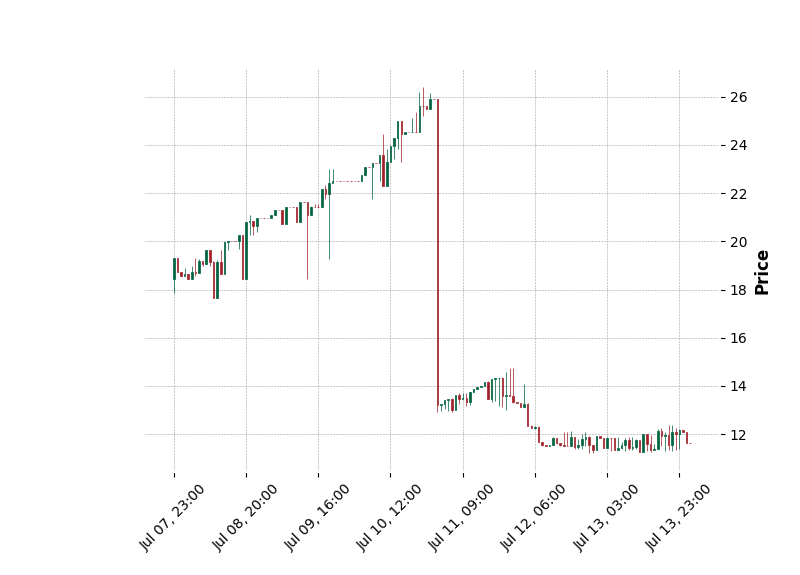 26
24
22
20
18
16
14
12
Price
Jul 07, 23:00
Jul 08, 20:00
Jul 09, 16:00
Jul 10, 12:00
Jul 11, 09:00
Jul 12, 06:00
Jul 13, 03:00
Jul 13, 23:00